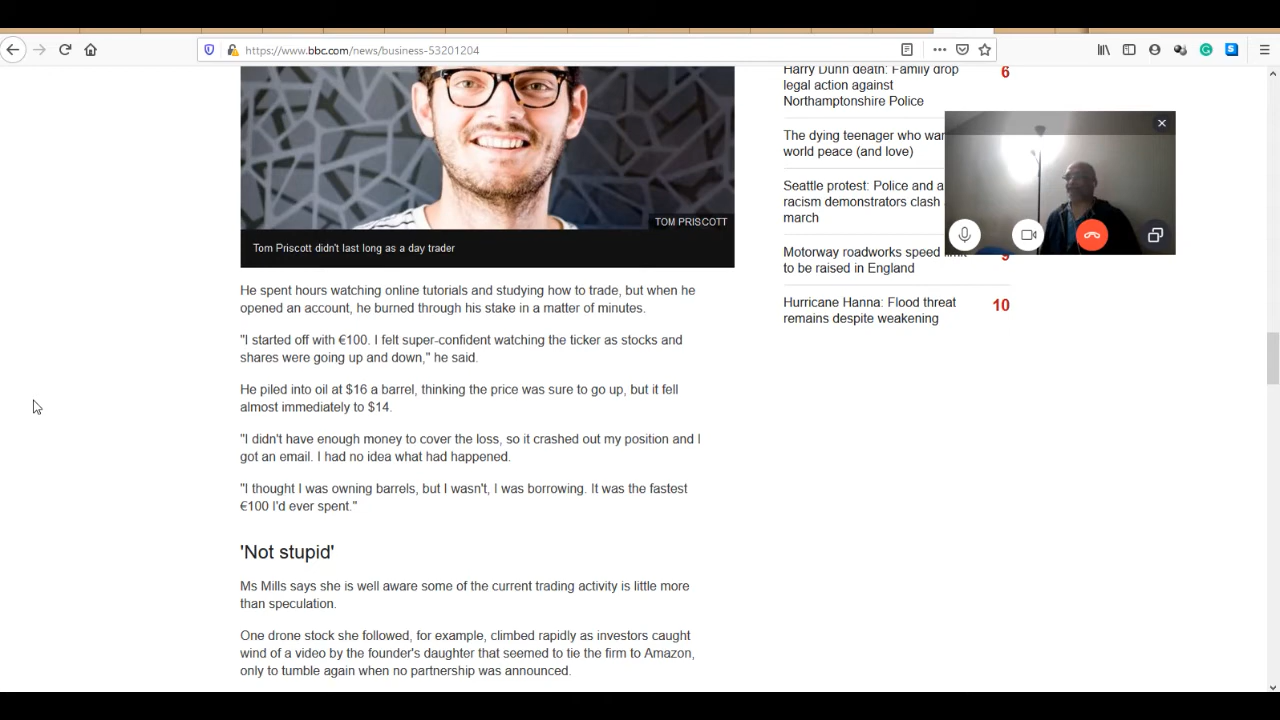 https://www.bbc.com/news/business-53201204
TOM PRISCOTT
Tom Priscott didn't last long as a day trader
He spent hours watching online tutorials and studying how to trade, but when he
opened an account, he burned through his stake in a matter of minutes.
"I started off with €100. I felt super-confident watching the ticker as stocks and
shares were going up and down," he said.
He piled into oil at $16 a barrel, thinking the price was sure to go up, but it fell
almost immediately to $14.
"I didn't have enough money to cover the loss, so it crashed out my position and I
got an email. I had no idea what had happened.
"I thought I was owning barrels, but I wasn't, I was borrowing. It was the fastest
€100 I'd ever spent."
'Not stupid'
Ms Mills says she is well aware some of the current trading activity is little more
than speculation.
One drone stock she followed, for example, climbed rapidly as investors caught
wind of a video by the founder's daughter that seemed to tie the firm to Amazon,
only to tumble again when no partnership was announced.
Harry Dunn death: Family drop 6
legal action against
Northamptonshire Police
The dying teenager who
world peace (and love)
Seattle protest: Police and
racism demonstrators clash
march
Motorway roadworks speed
to be raised in England
9
Hurricane Hanna: Flood threat 10
remains despite weakening